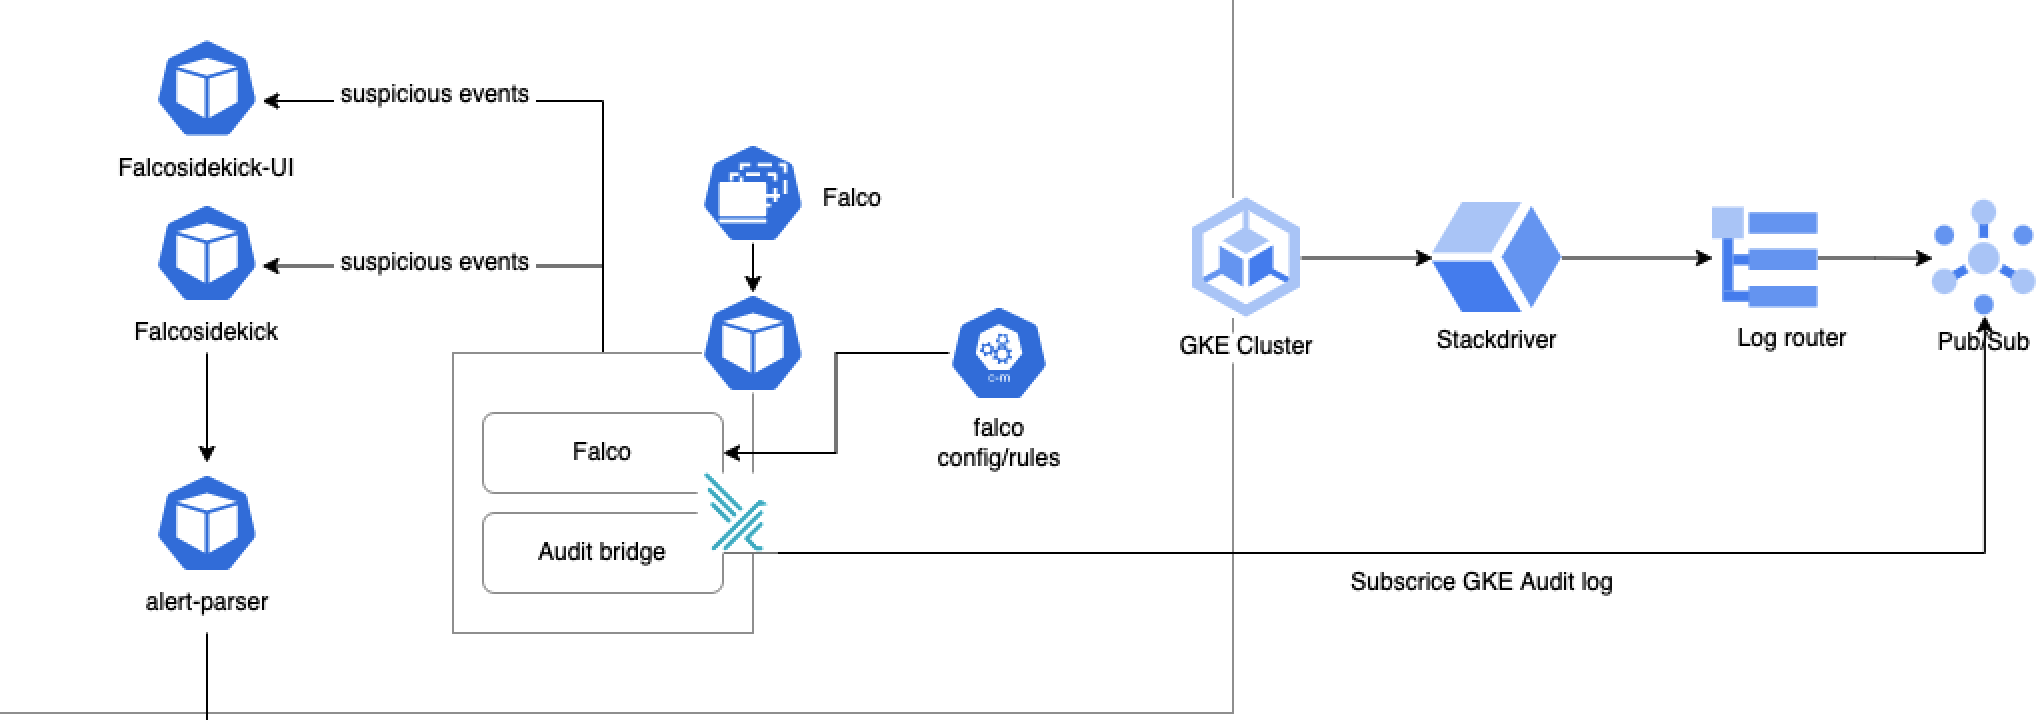 suspicious events
Falcosidekick-UI
Falco
suspicious events
Falcosidekick
GKE Cluster
Stackdriver
Log router
Pub/Sub
c-m
falco
config/rules
Falco
Audit bridge
Subscrice GKE Audit log
alert-parser